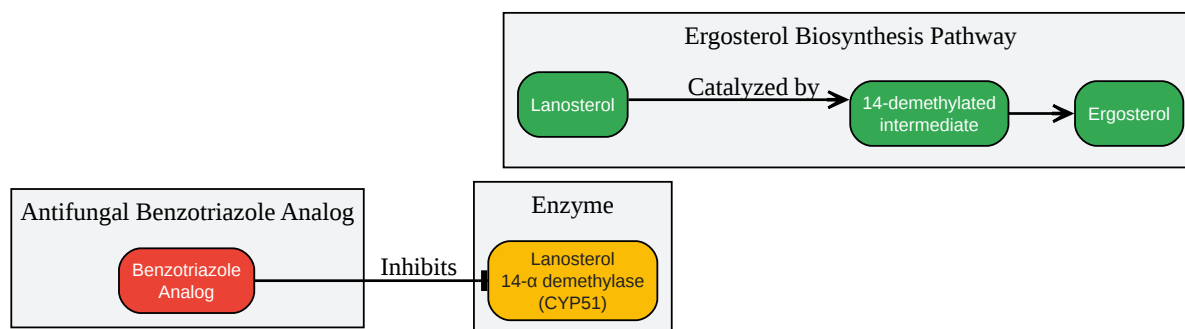 Ergosterol Biosynthesis Pathway
Lanosterol
Catalyzed by
14-demethylated
intermediate
Ergosterol
Antifungal Benzotriazole Analog
Benzotriazole
Analog
Inhibits
Enzyme
Lanosterol
14-α demethylase
(CYP51)